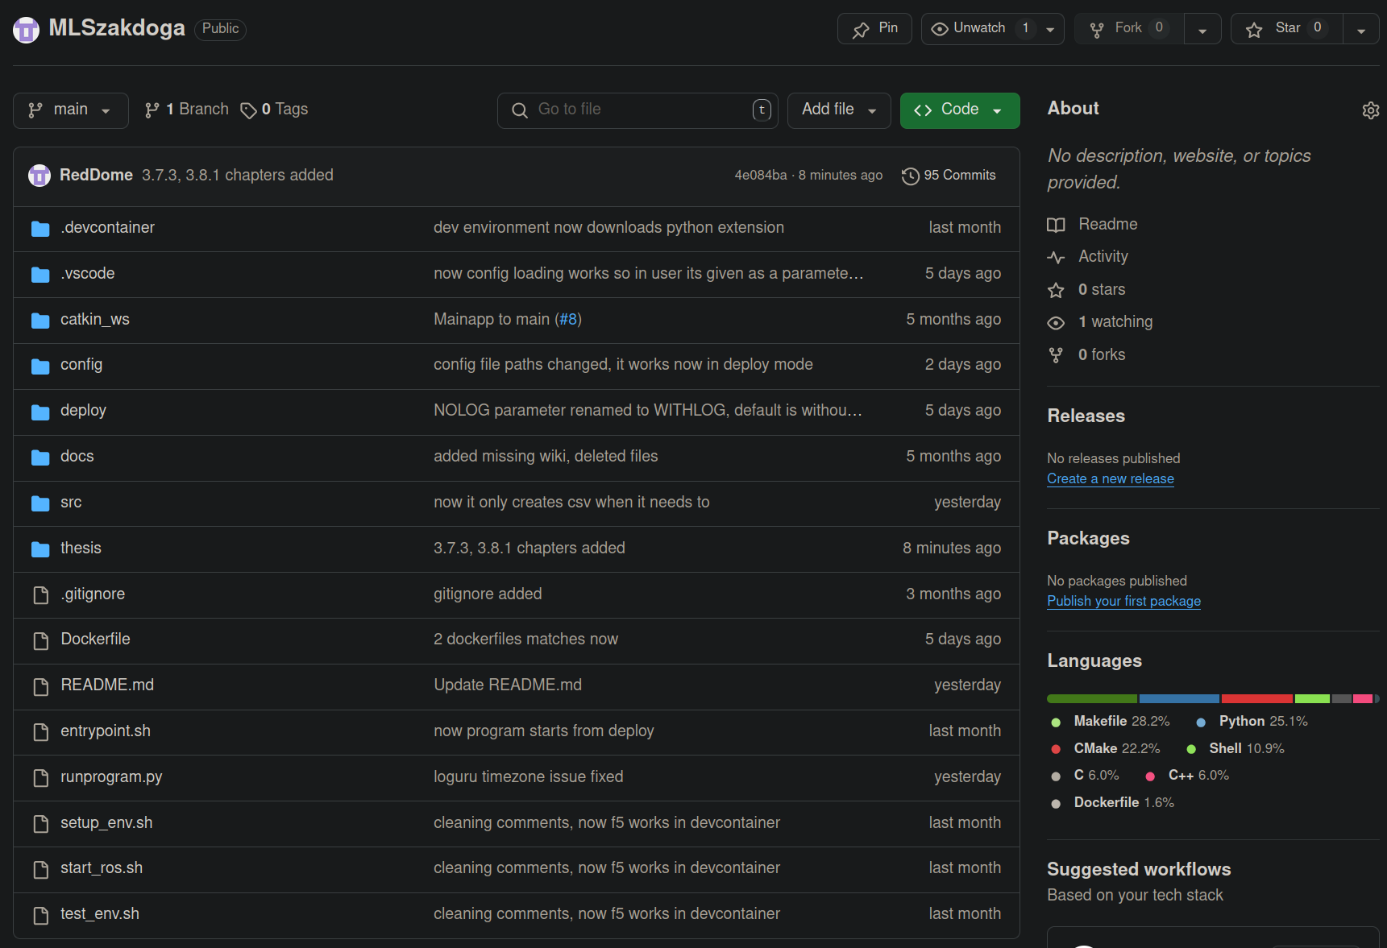 MLSzakdoga Public
Pin
Unwatch 1
Fork 0
Star 0
main
1 Branch
0 Tags
Go to file
t
Add file
Code
RedDome 3.7.3, 3.8.1 chapters added
4e084ba · 8 minutes ago
95 Commits
.devcontainer dev environment now downloads python extension last month
.vscode now config loading works so in user its given as a paramete… 5 days ago
catkin_ws Mainapp to main (#8) 5 months ago
config config file paths changed, it works now in deploy mode 2 days ago
deploy NOLOG parameter renamed to WITHLOG, default is withou… 5 days ago
docs added missing wiki, deleted files 5 months ago
src now it only creates csv when it needs to yesterday
thesis 3.7.3, 3.8.1 chapters added 8 minutes ago
.gitignore gitignore added 3 months ago
Dockerfile 2 dockerfiles matches now 5 days ago
README.md Update README.md yesterday
entrypoint.sh now program starts from deploy last month
runprogram.py loguru timezone issue fixed yesterday
setup_env.sh cleaning comments, now f5 works in devcontainer last month
start_ros.sh cleaning comments, now f5 works in devcontainer last month
test_env.sh cleaning comments, now f5 works in devcontainer last month
About
No description, website, or topics
provided.
Readme
Activity
0 stars
1 watching
0 forks
Releases
No releases published
Create a new release
Packages
No packages published
Publish your first package
Languages
Makefile 28.2% Python 25.1%
CMake 22.2% Shell 10.9%
C 6.0% C++ 6.0%
Dockerfile 1.6%
Suggested workflows
Based on your tech stack